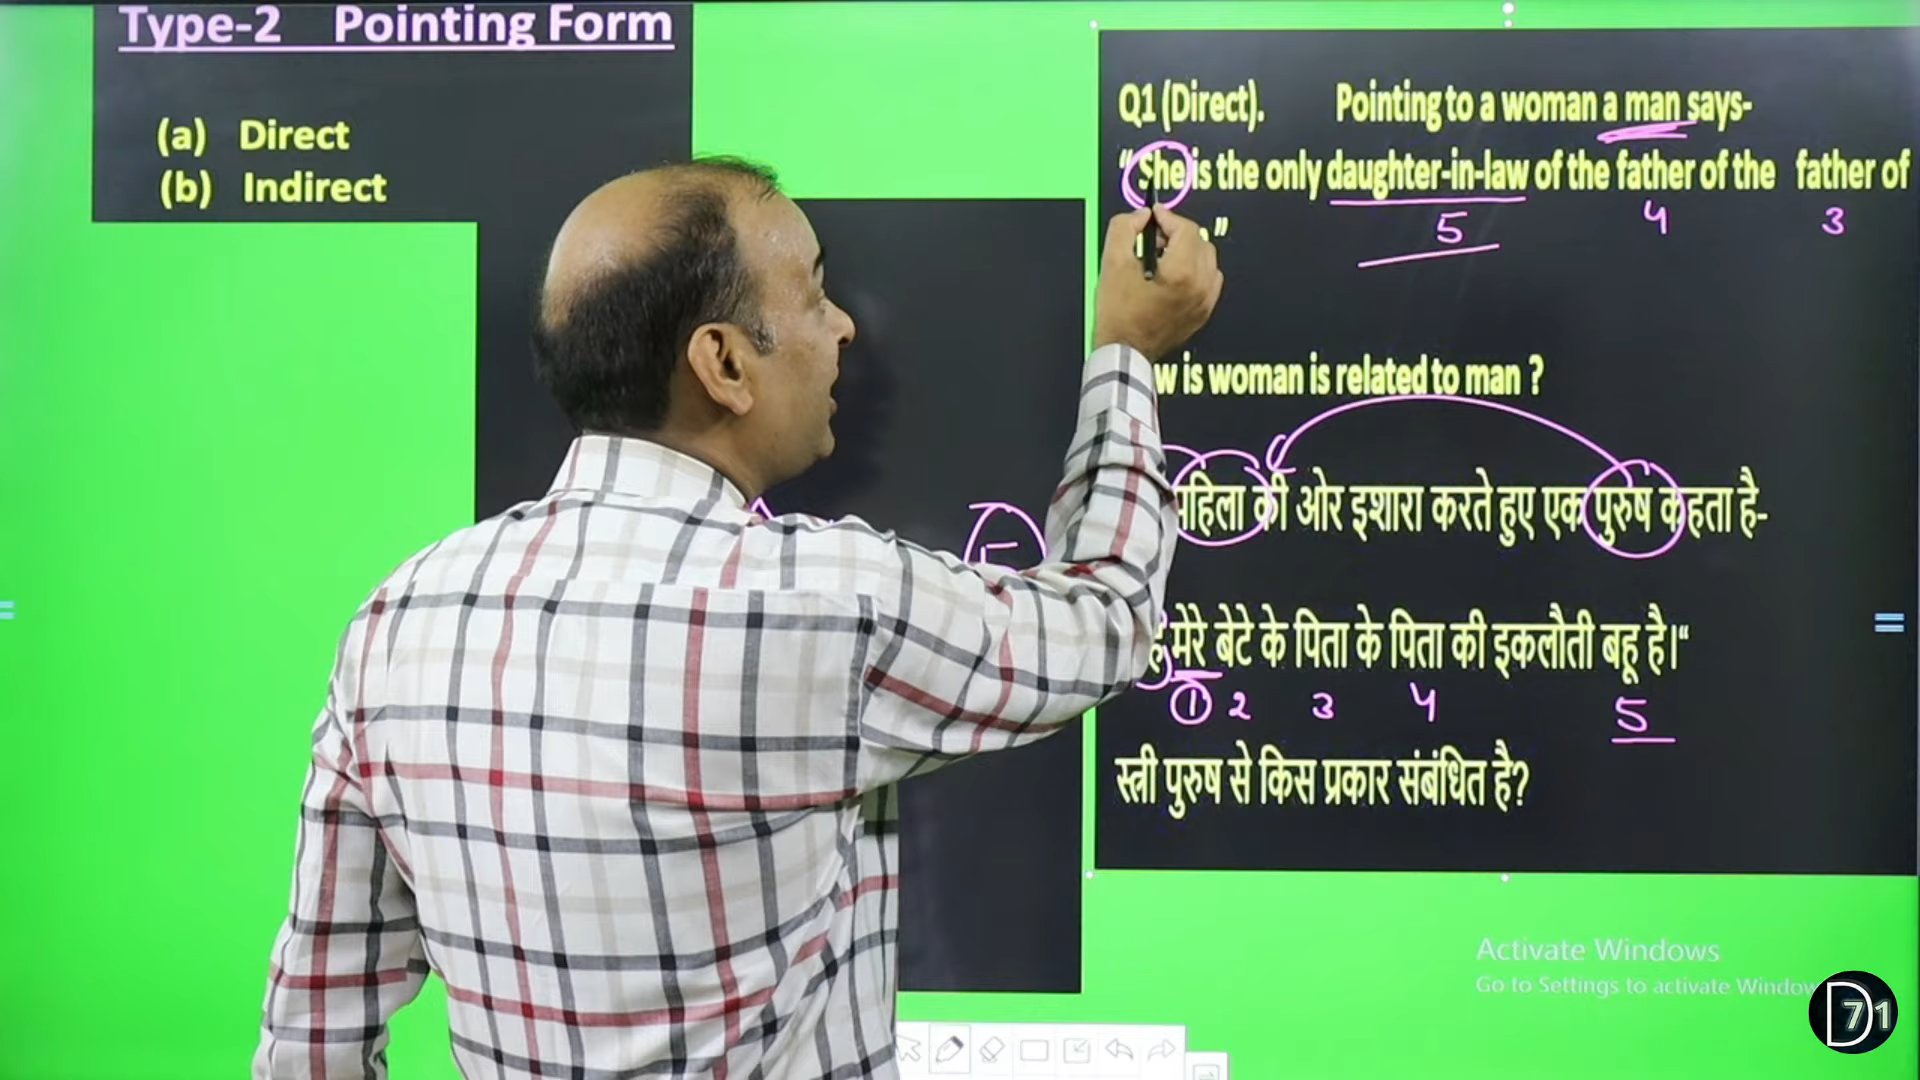 Type-2 Pointing Form
(a) Direct
(b) Indirect
Q1 (Direct). Pointing to a woman a man says-
“She is the only daughter-in-law of the father of the father of
5 4 3
”
is woman is related to man ?
महिला की ओर इशारा करते हुए एक पुरुष कहता है-
मेरे बेटे के पिता के पिता की इकलौती बहू है।“
1 2 3 4 5
स्त्री पुरुष से किस प्रकार संबंधित है?
Activate Windows
Go to Settings to activate
D71